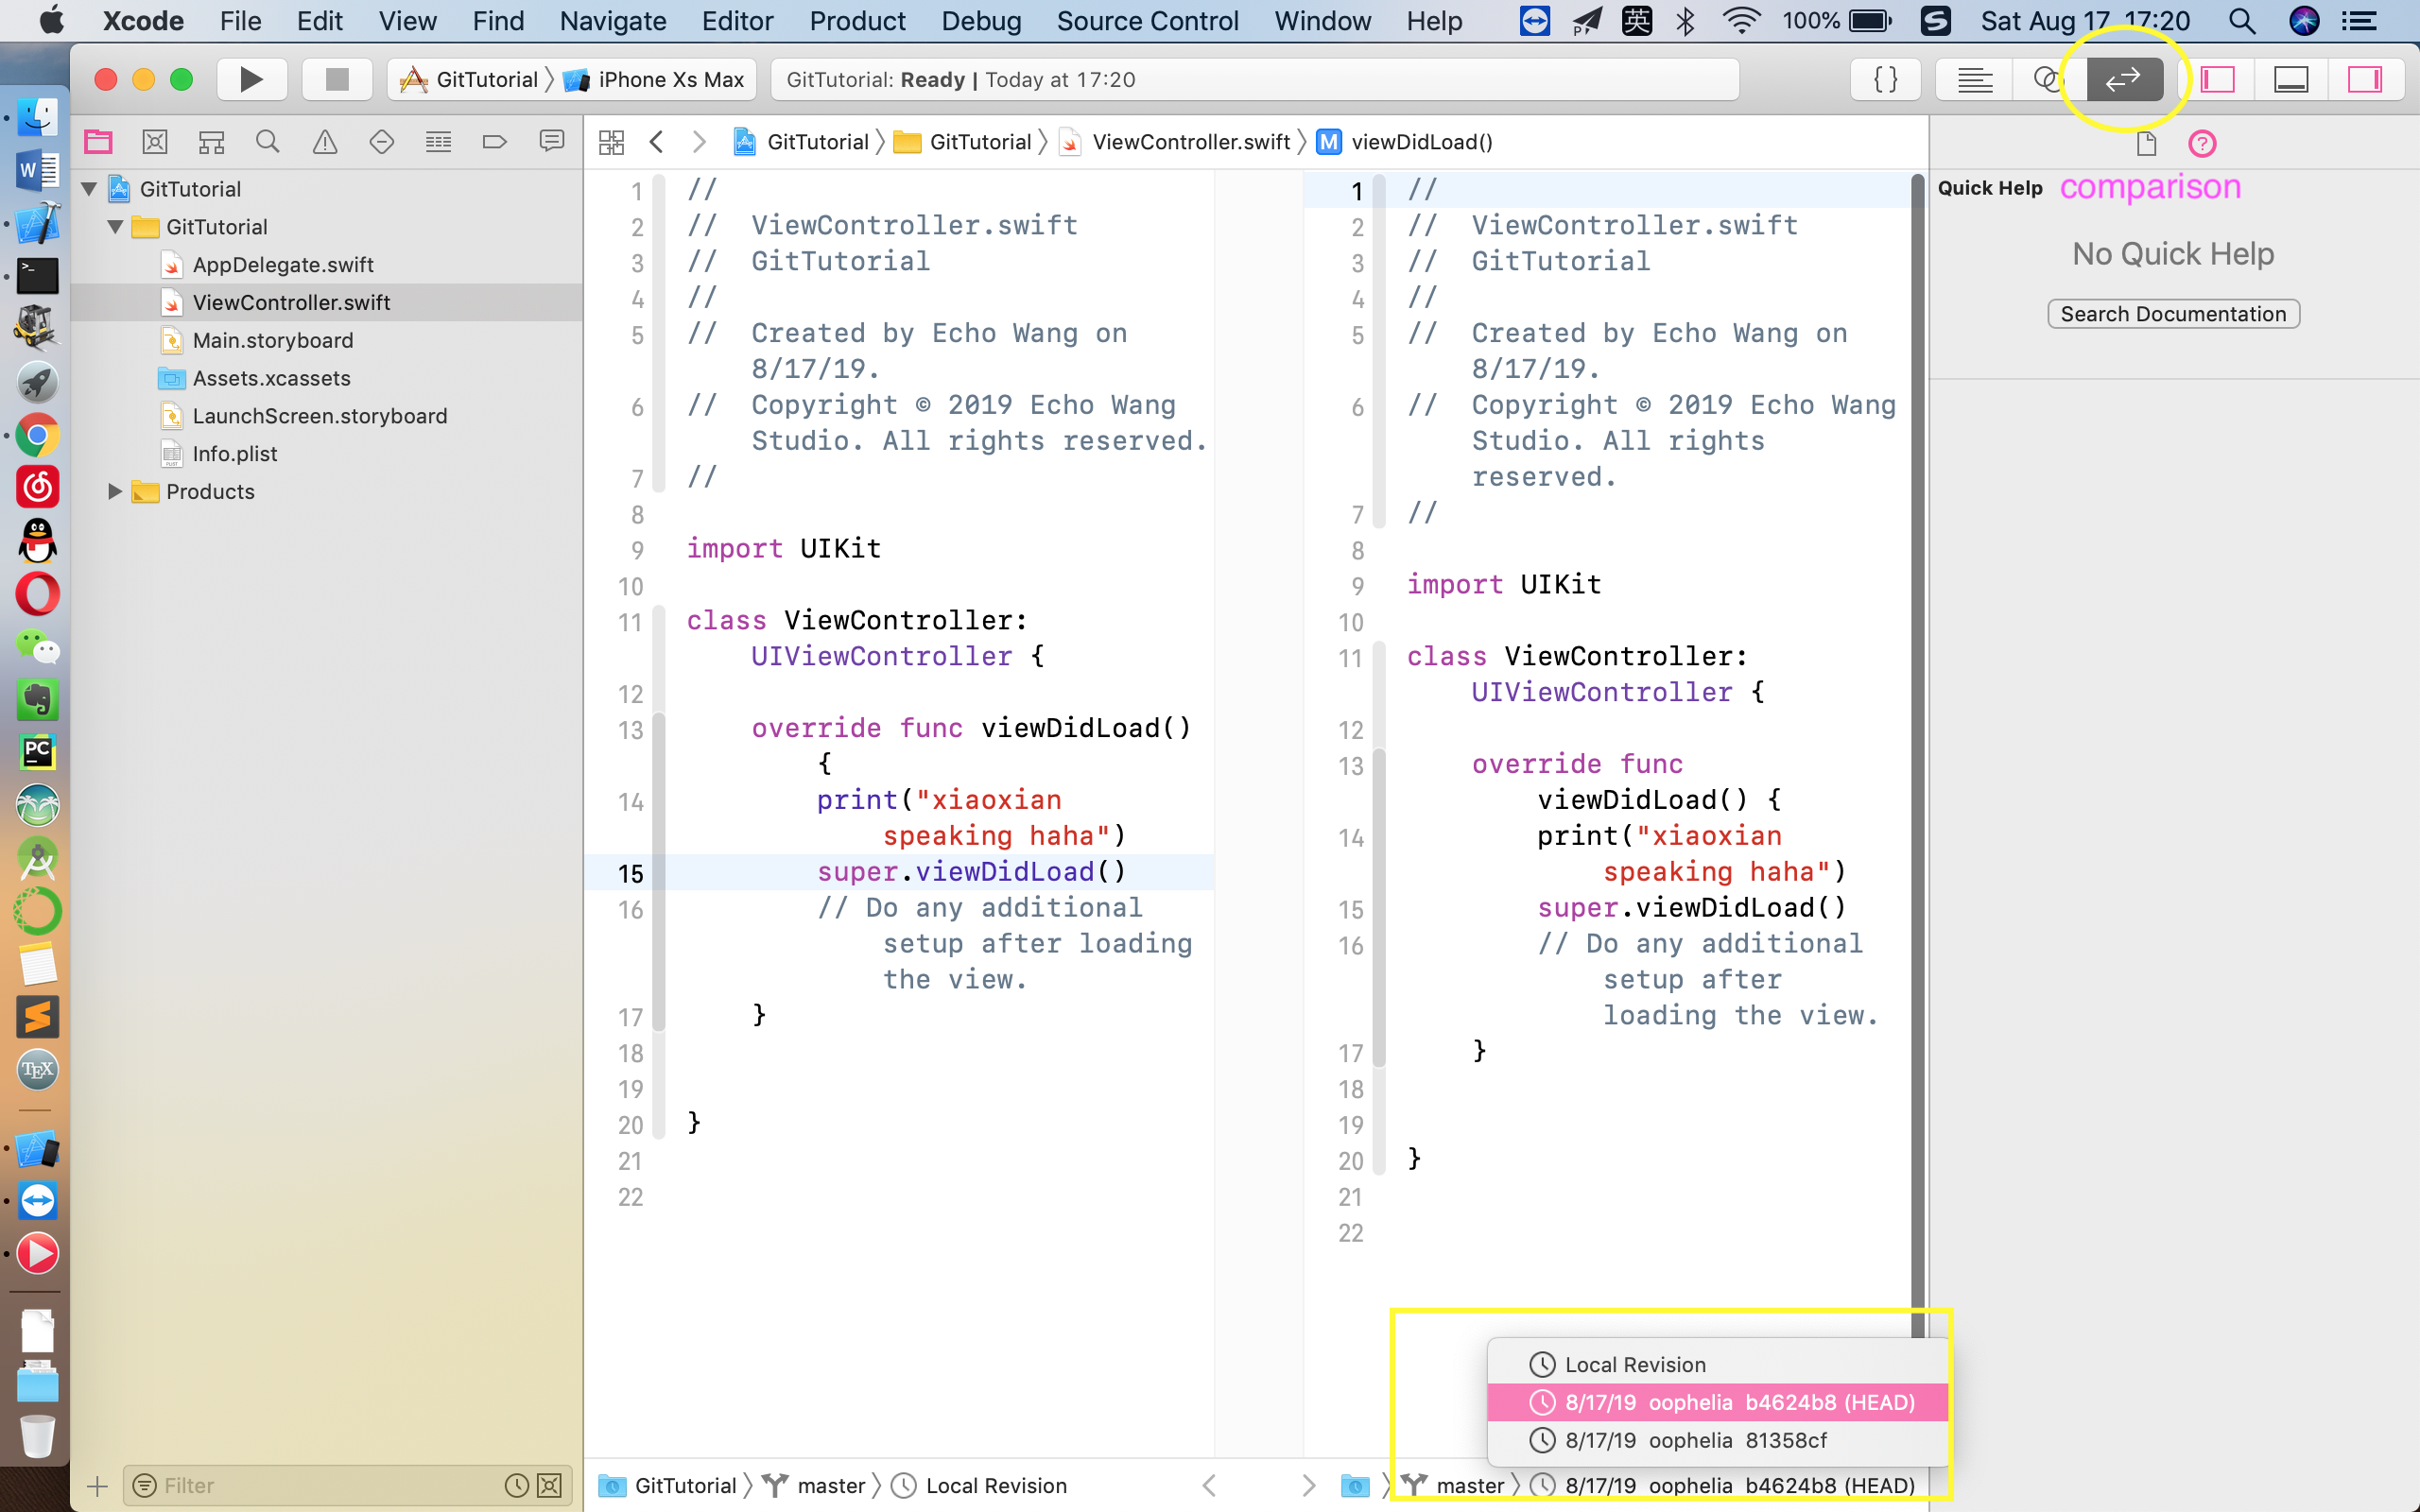 Xcode File Edit View Find Navigate Editor Product Debug Source Control Window Help 英 100% Sat Aug 17 17:20
GitTutorial iPhone Xs Max GitTutorial: Ready | Today at 17:20 {}
GitTutorial GitTutorial ViewController.swift M viewDidLoad()
GitTutorial
GitTutorial
AppDelegate.swift
ViewController.swift
Main.storyboard
Assets.xcassets
LaunchScreen.storyboard
Info.plist
Products
Filter
1 //
2 // ViewController.swift
3 // GitTutorial
4 //
5 // Created by Echo Wang on
8/17/19.
6 // Copyright © 2019 Echo Wang
Studio. All rights reserved.
7 //
8
9 import UIKit
10
11 class ViewController:
UIViewController {
12
13 override func viewDidLoad()
{
14 print("xiaoxian
speaking haha")
15 super.viewDidLoad()
16 // Do any additional
setup after loading
the view.
17 }
18
19
20 }
21
22
GitTutorial master Local Revision
1 //
2 // ViewController.swift
3 // GitTutorial
4 //
5 // Created by Echo Wang on
8/17/19.
6 // Copyright © 2019 Echo Wang
Studio. All rights
reserved.
7 //
8
9 import UIKit
10
11 class ViewController:
UIViewController {
12
13 override func
viewDidLoad() {
14 print("xiaoxian
speaking haha")
15 super.viewDidLoad()
16 // Do any additional
setup after
loading the view.
17 }
18
19
20 }
21
22
Local Revision
8/17/19 oophelia b4624b8 (HEAD)
8/17/19 oophelia 81358cf
master 8/17/19 oophelia b4624b8 (HEAD)
Quick Help comparison
No Quick Help
Search Documentation
W
PC
TEX